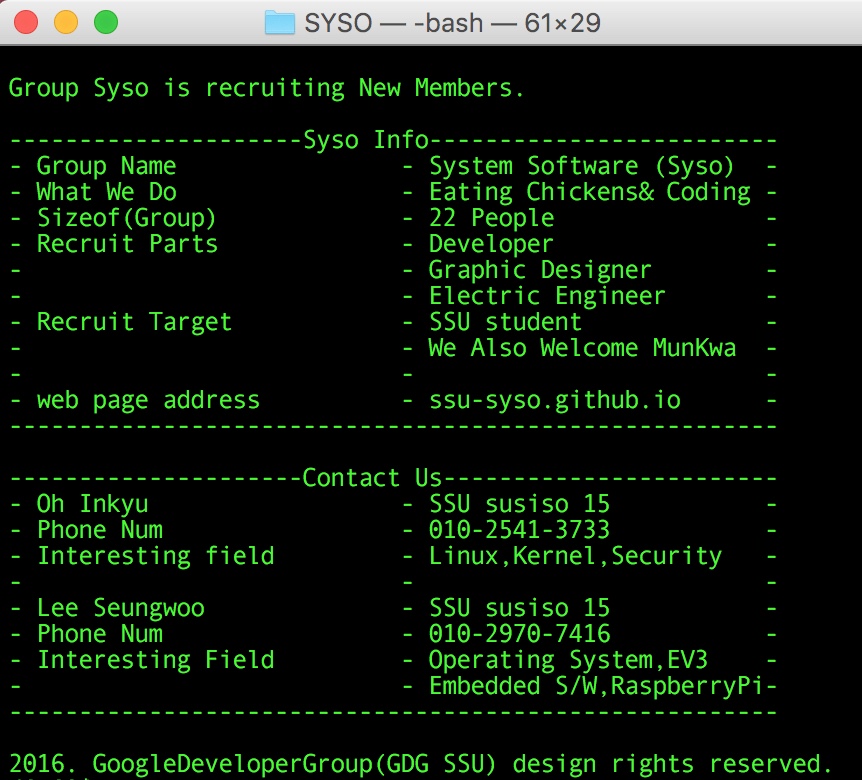 SYSO — -bash — 61×29
Group Syso is recruiting New Members.
---------------------Syso Info-------------------------
- Group Name                - System Software (Syso)  -
- What We Do                - Eating Chickens& Coding -
- Sizeof(Group)             - 22 People               -
- Recruit Parts             - Developer               -
-                           - Graphic Designer        -
-                           - Electric Engineer       -
- Recruit Target            - SSU student             -
-                           - We Also Welcome MunKwa  -
-                           -                         -
- web page address          - ssu-syso.github.io      -
-------------------------------------------------------
---------------------Contact Us------------------------
- Oh Inkyu                  - SSU susiso 15           -
- Phone Num                 - 010-2541-3733           -
- Interesting field         - Linux,Kernel,Security   -
-                           -                         -
- Lee Seungwoo              - SSU susiso 15           -
- Phone Num                 - 010-2970-7416           -
- Interesting Field         - Operating System,EV3    -
-                           - Embedded S/W,RaspberryPi-
-------------------------------------------------------
2016. GoogleDeveloperGroup(GDG SSU) design rights reserved.